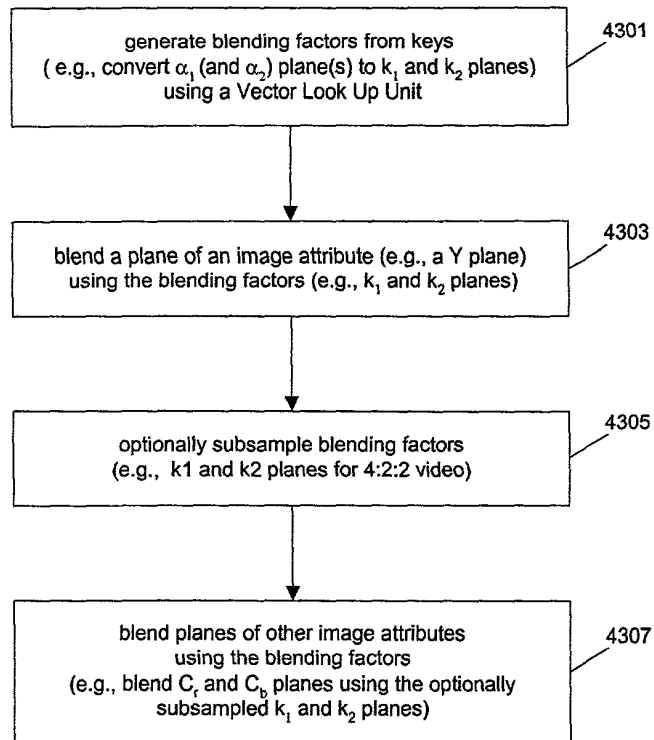 generate blending factors from keys
( e.g., convert α₁ (and α₂) plane(s) to k₁ and k₂ planes)
using a Vector Look Up Unit
4301
blend a plane of an image attribute (e.g., a Y plane)
using the blending factors (e.g., k₁ and k₂ planes)
4303
optionally subsample blending factors
(e.g., k1 and k2 planes for 4:2:2 video)
4305
blend planes of other image attributes
using the blending factors
(e.g., blend Cᵣ and C_b planes using the optionally
subsampled k₁ and k₂ planes)
4307